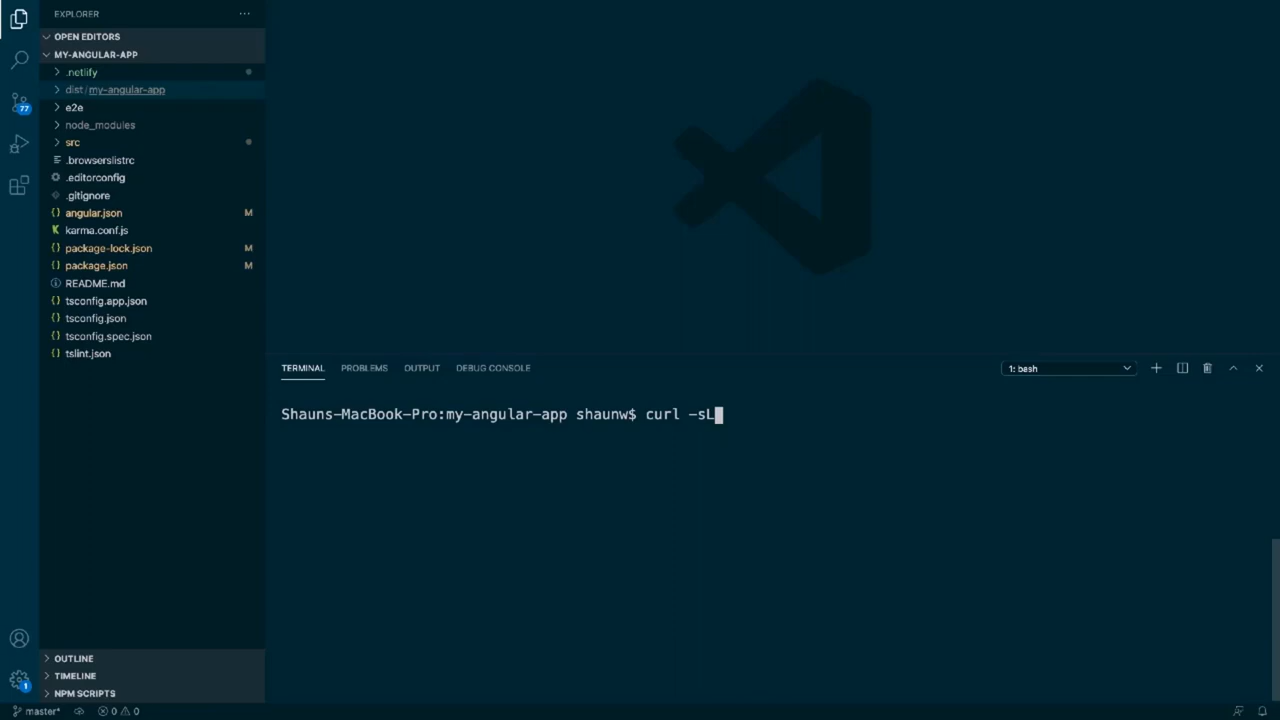 EXPLORER
OPEN EDITORS
MY-ANGULAR-APP
.netlify
dist/my-angular-app
e2e
node_modules
src
.browserslistrc
.editorconfig
.gitignore
angular.json M
karma.conf.js
package-lock.json M
package.json M
README.md
tsconfig.app.json
tsconfig.json
tsconfig.spec.json
tslint.json
77
TERMINAL PROBLEMS OUTPUT DEBUG CONSOLE 1: bash
Shauns-MacBook-Pro:my-angular-app shaunw$ curl -sL
OUTLINE
TIMELINE
NPM SCRIPTS
1
master* 0 0